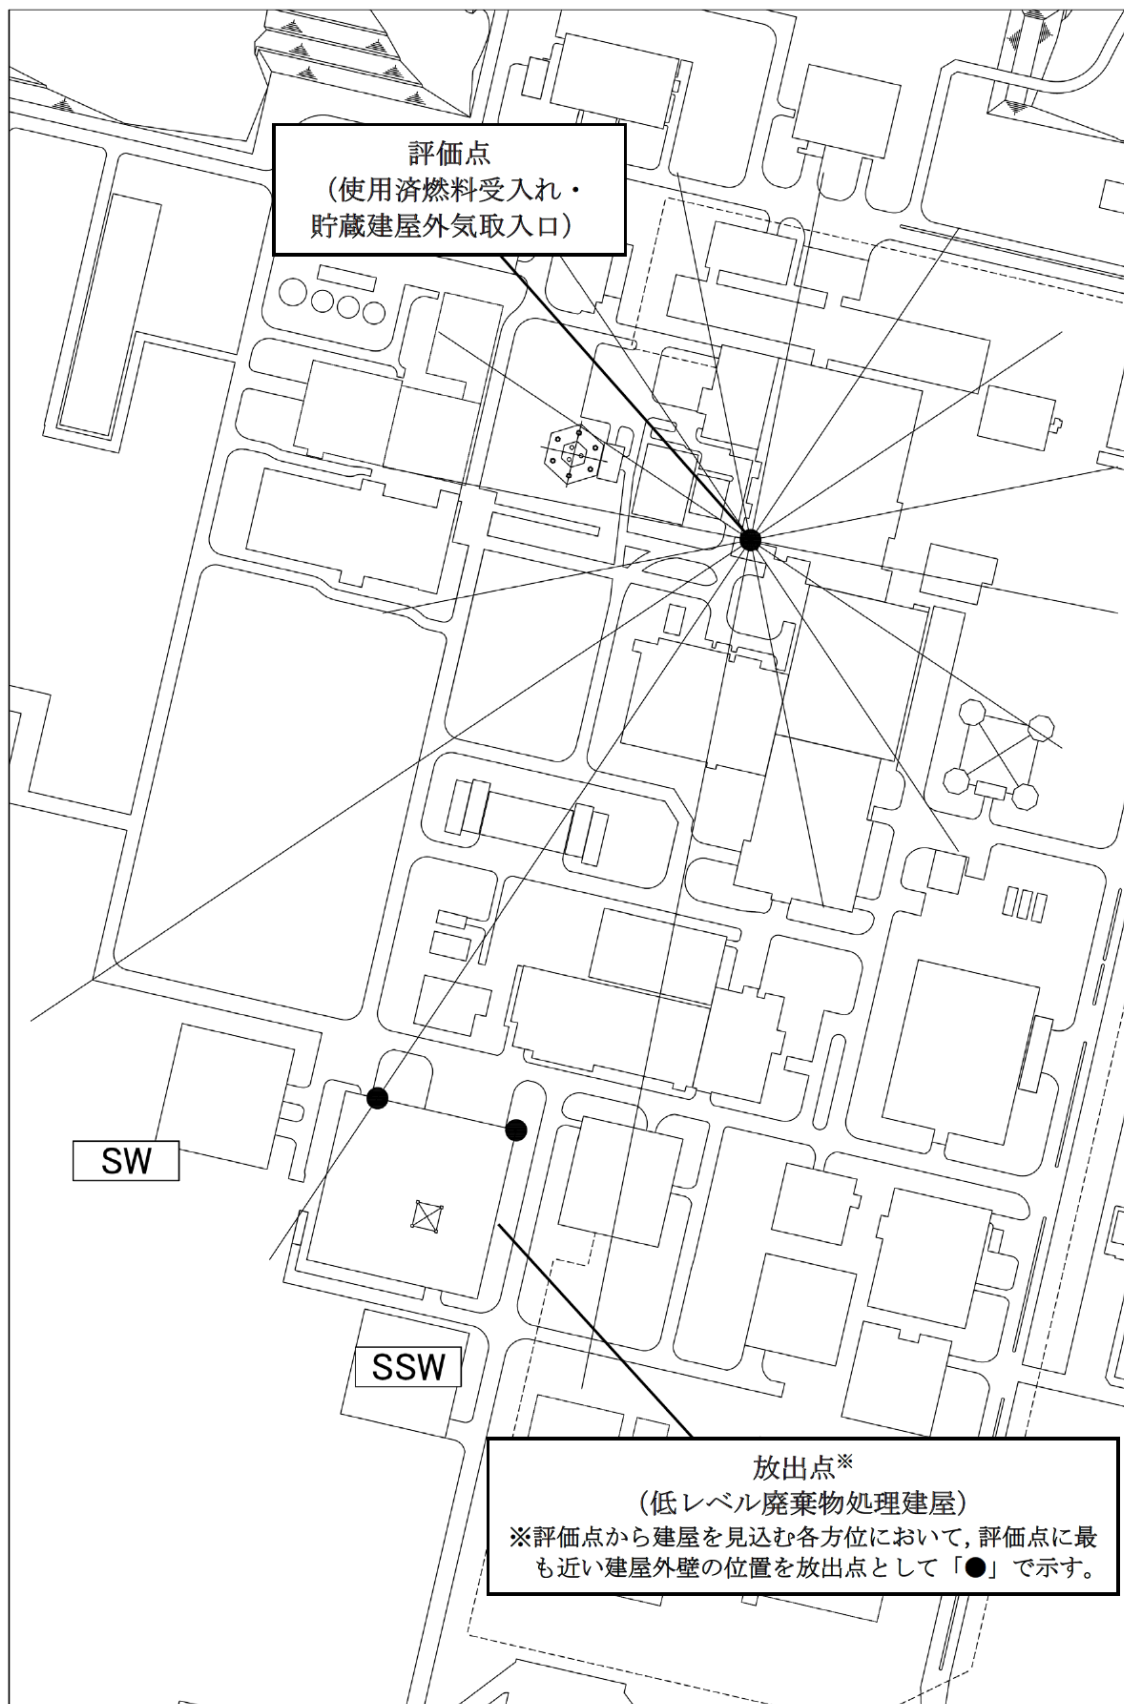 評価点
(使用済燃料受入れ・
貯蔵建屋外気取入口)
SW
SSW
放出点※
(低レベル廃棄物処理建屋)
※評価点から建屋を見込む各方位において, 評価点に最
も近い建屋外壁の位置を放出点として「●」で示す。